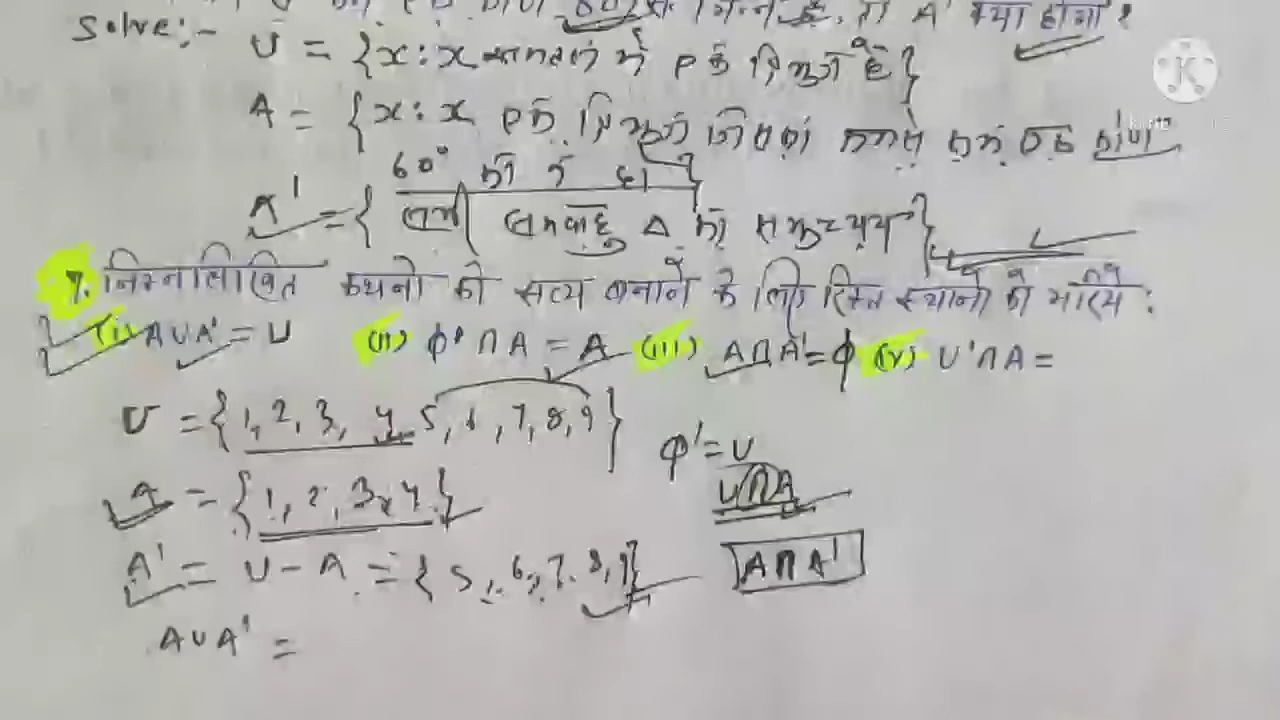 A' क्या होगा ?
Solve:- U = {x : x समतल में एक त्रिभुज है}
A = {x : x एक त्रिभुज जिसका कम से कम एक कोण
60° का न हो}
A' = { सभी समबाहु Δ का समुच्चय }
7. निम्नलिखित कथनों को सत्य बनाने के लिए रिक्त स्थानों को भरिये :
(i) A∪A' = U (ii) φ' ∩ A = A (iii) A∩A' = φ (iv) U'∩A =
U = {1, 2, 3, 4, 5, 6, 7, 8, 9}
φ' = U
A = {1, 2, 3, 4}
U∩A
A' = U - A = {5, 6, 7, 8, 9}
A∩A'
A∪A' =